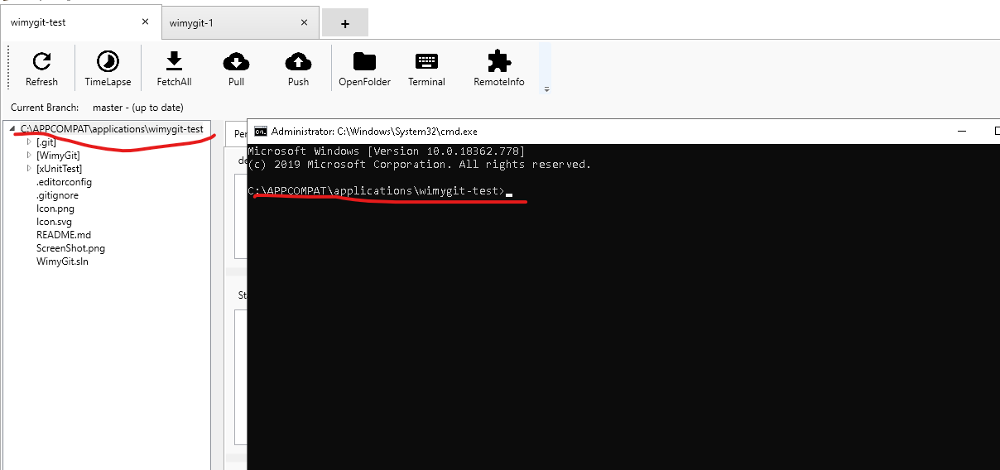 wimygit-test ✕ wimygit-1 ✕ +
Refresh TimeLapse FetchAll Pull Push OpenFolder Terminal RemoteInfo
Current Branch: master - (up to date)
C:\APPCOMPAT\applications\wimygit-test
[.git]
[WimyGit]
[xUnitTest]
.editorconfig
.gitignore
Icon.png
Icon.svg
README.md
ScreenShot.png
WimyGit.sln
Pe
de
St
Administrator: C:\Windows\System32\cmd.exe
Microsoft Windows [Version 10.0.18362.778]
(c) 2019 Microsoft Corporation. All rights reserved.
C:\APPCOMPAT\applications\wimygit-test>